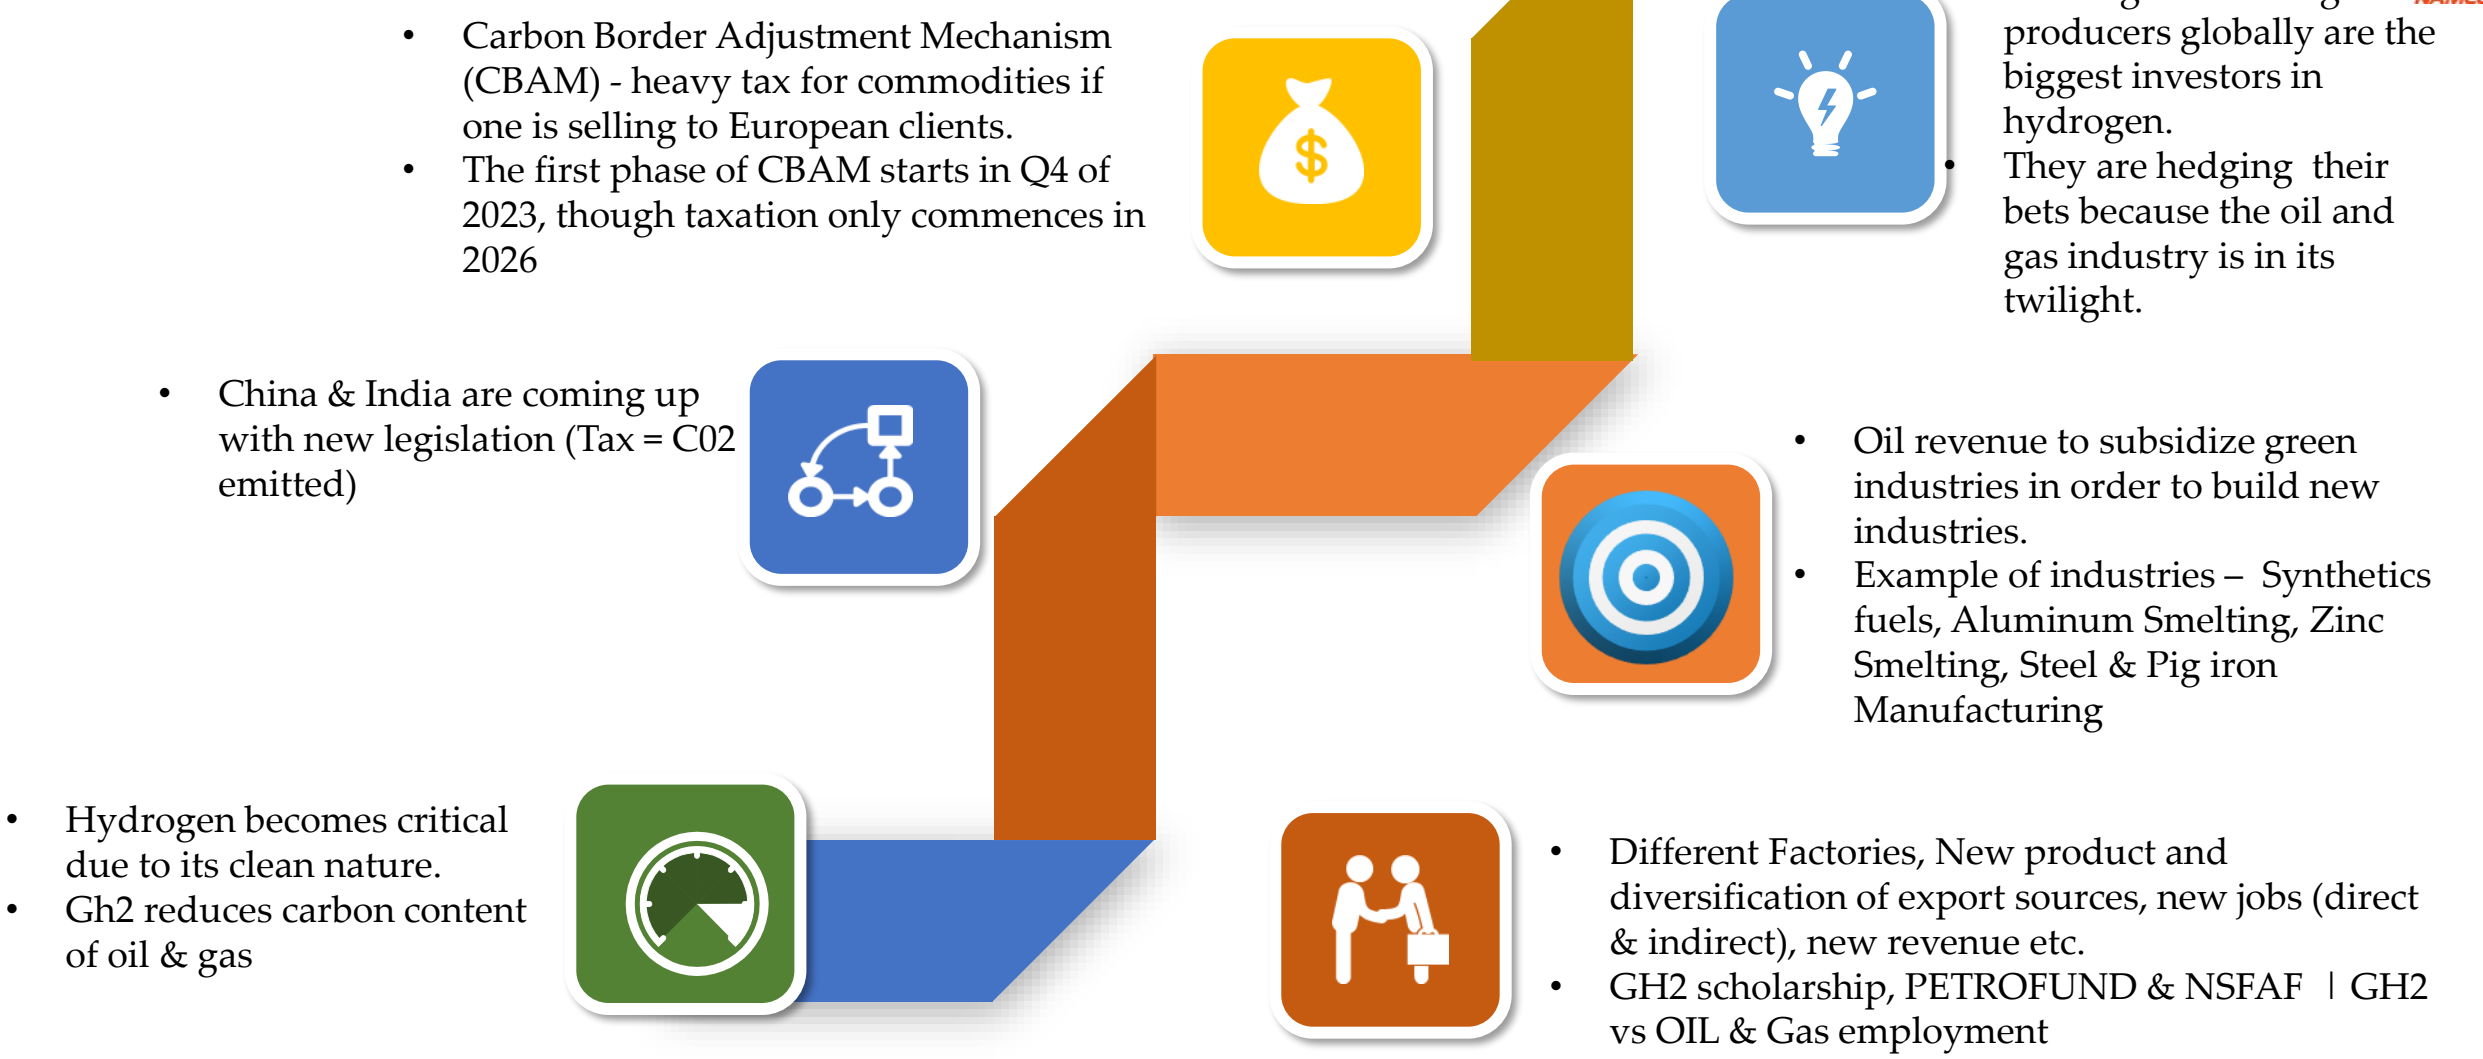 • Carbon Border Adjustment Mechanism
(CBAM) - heavy tax for commodities if
one is selling to European clients.
• The first phase of CBAM starts in Q4 of
2023, though taxation only commences in
2026
producers globally are the
biggest investors in
hydrogen.
• They are hedging their
bets because the oil and
gas industry is in its
twilight.
• China & India are coming up
with new legislation (Tax = C02
emitted)
• Oil revenue to subsidize green
industries in order to build new
industries.
• Example of industries – Synthetics
fuels, Aluminum Smelting, Zinc
Smelting, Steel & Pig iron
Manufacturing
• Hydrogen becomes critical
due to its clean nature.
• Gh2 reduces carbon content
of oil & gas
• Different Factories, New product and
diversification of export sources, new jobs (direct
& indirect), new revenue etc.
• GH2 scholarship, PETROFUND & NSFAF | GH2
vs OIL & Gas employment
$